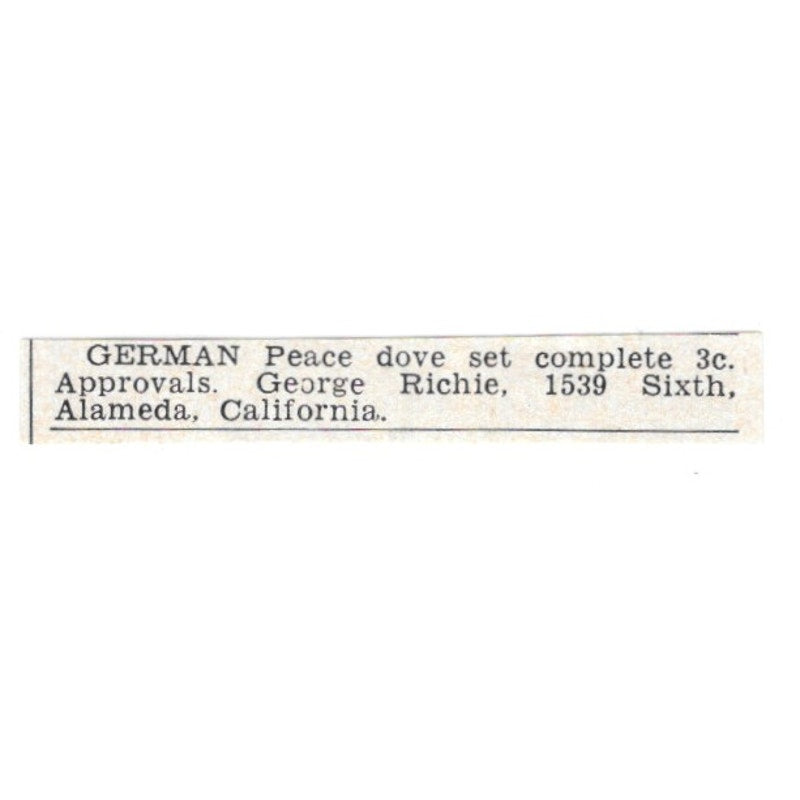 GERMAN Peace dove set complete 3c.
Approvals. George Richie, 1539 Sixth,
Alameda, California.